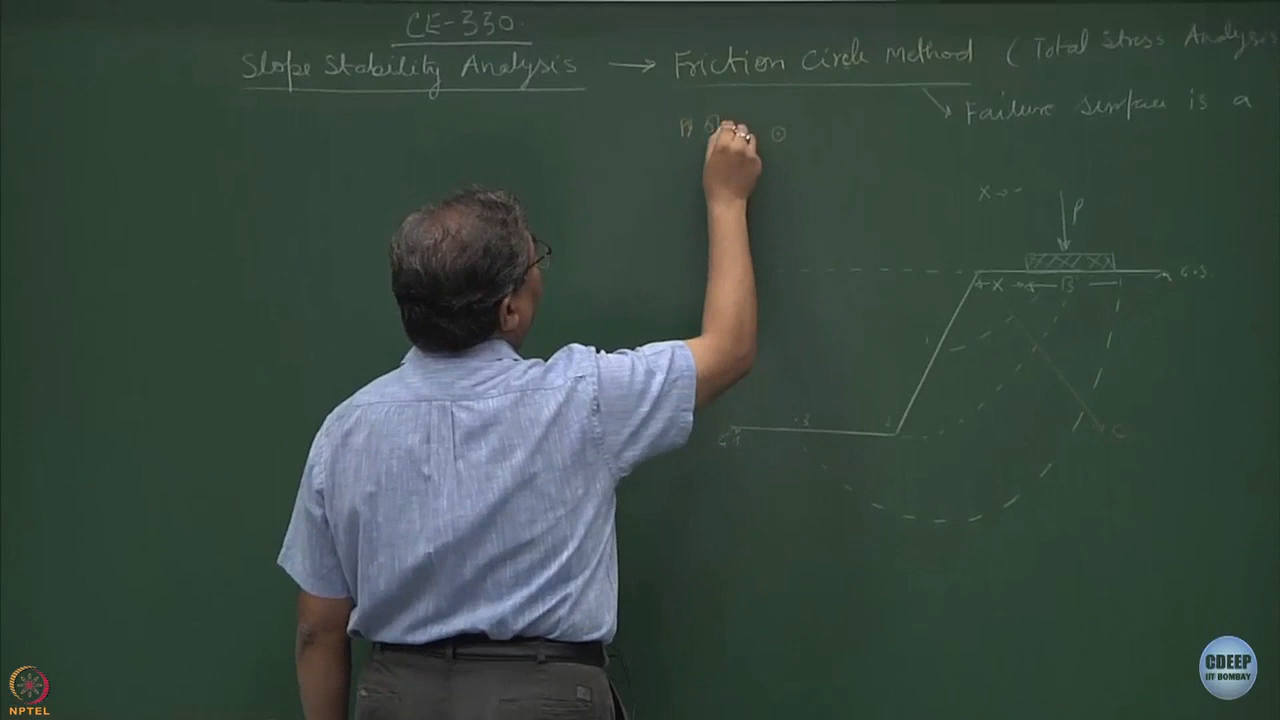 CE-330
Slope Stability Analysis → Friction Circle Method ( Total Stress Analysis
Failure surface is a
X →
P
G.S.
X
B
NPTEL
CDEEP
IIT BOMBAY